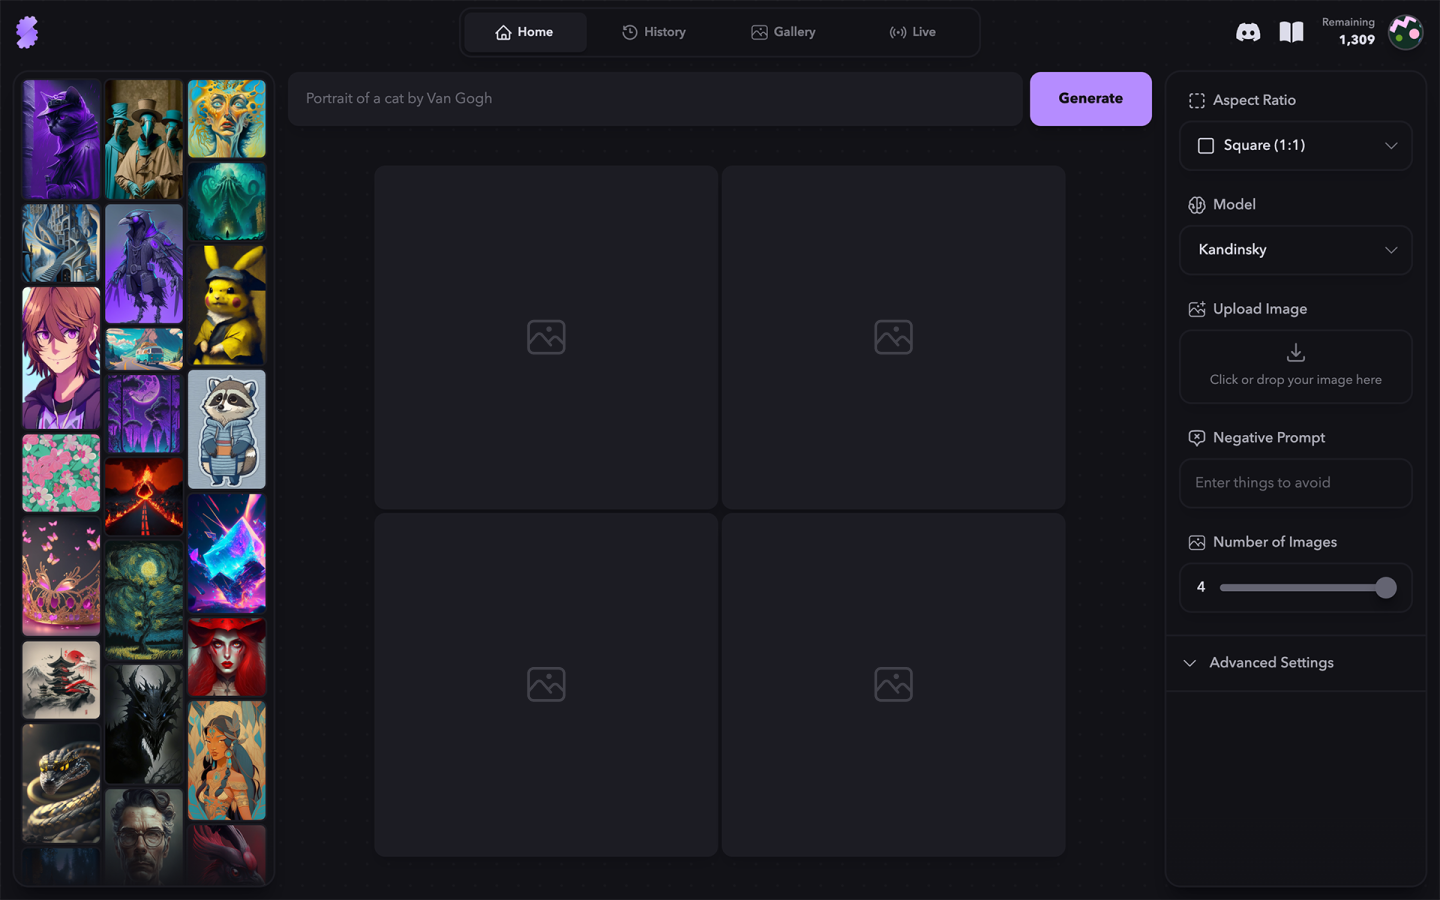 Home
History
Gallery
Live
Remaining
1,309
Portrait of a cat by Van Gogh
Generate
Aspect Ratio
Square (1:1)
Model
Kandinsky
Upload Image
Click or drop your image here
Negative Prompt
Enter things to avoid
Number of Images
4
Advanced Settings